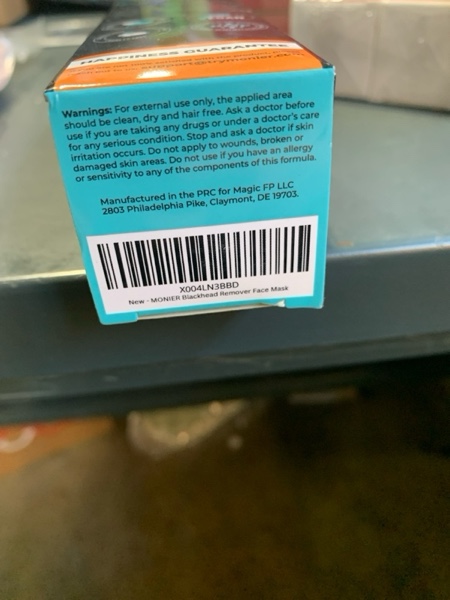 HAPPINESS GUARANTEE
Warnings: For external use only, the applied area
should be clean, dry and hair free. Ask a doctor before
use if you are taking any drugs or under a doctor's care
for any serious condition. Stop and ask a doctor if skin
irritation occurs. Do not apply to wounds, broken or
damaged skin areas. Do not use if you have an allergy
or sensitivity to any of the components of this formula.
Manufactured in the PRC for Magic FP LLC
2803 Philadelphia Pike, Claymont, DE 19703.
X004LN3BBD
New - MONIER Blackhead Remover Face Mask